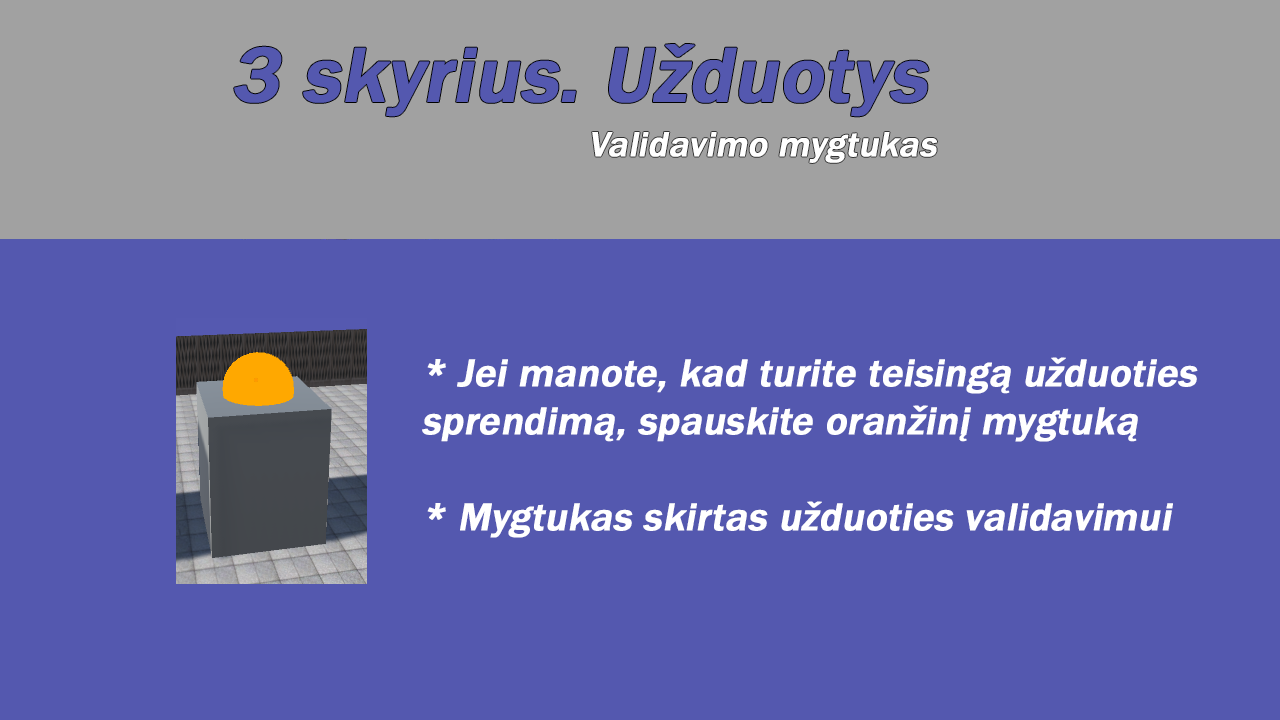 3 skyrius. Užduotys
Validavimo mygtukas
* Jei manote, kad turite teisingą užduoties
sprendimą, spauskite oranžinį mygtuką
* Mygtukas skirtas užduoties validavimui